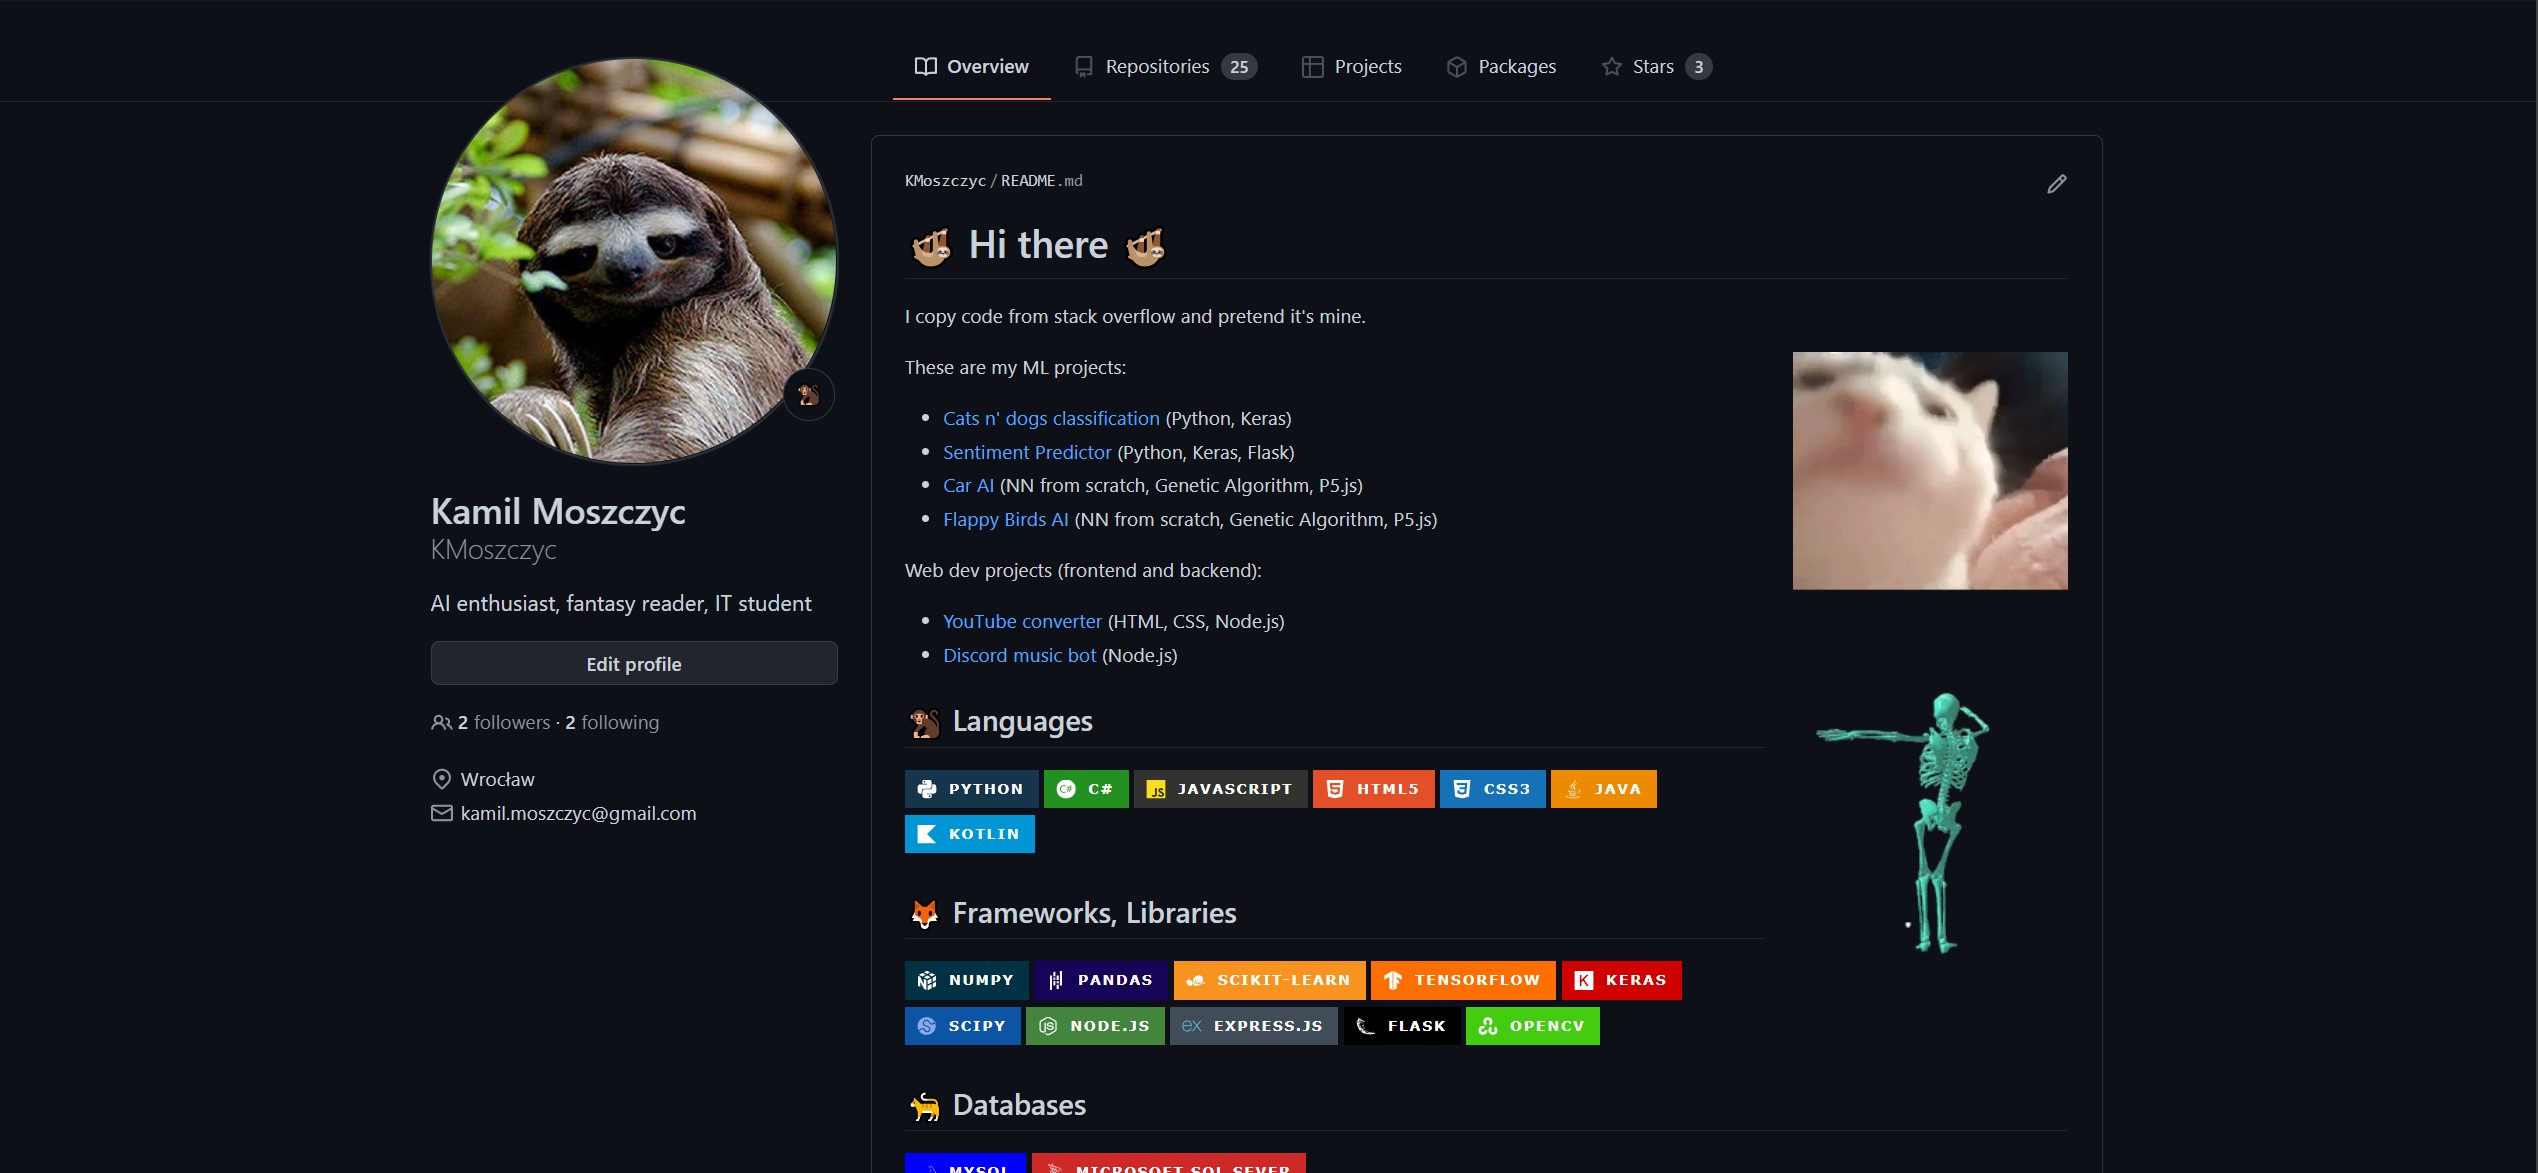 Overview
Repositories 25
Projects
Packages
Stars 3
Kamil Moszczyc
KMoszczyc
AI enthusiast, fantasy reader, IT student
Edit profile
2 followers · 2 following
Wrocław
kamil.moszczyc@gmail.com
KMoszczyc / README.md
Hi there
I copy code from stack overflow and pretend it's mine.
These are my ML projects:
Cats n' dogs classification (Python, Keras)
Sentiment Predictor (Python, Keras, Flask)
Car AI (NN from scratch, Genetic Algorithm, P5.js)
Flappy Birds AI (NN from scratch, Genetic Algorithm, P5.js)
Web dev projects (frontend and backend):
YouTube converter (HTML, CSS, Node.js)
Discord music bot (Node.js)
Languages
PYTHON C# JS JAVASCRIPT HTML5 CSS3 JAVA
KOTLIN
Frameworks, Libraries
NUMPY PANDAS SCIKIT-LEARN TENSORFLOW K KERAS
SCIPY NODE.JS ex EXPRESS.JS FLASK OPENCV
Databases
MYSQL MICROSOFT SQL SEVER